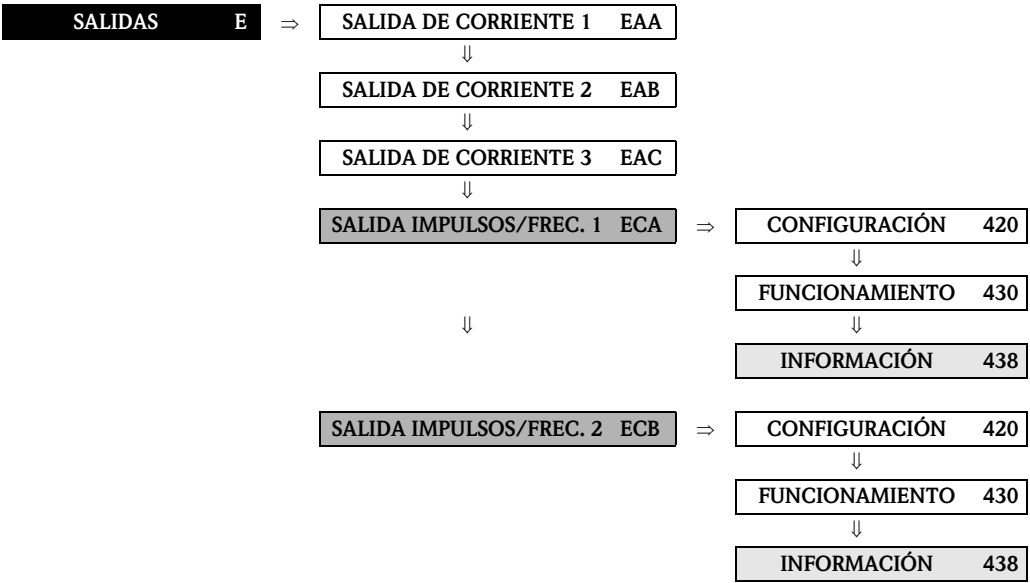 SALIDAS E ⇒ SALIDA DE CORRIENTE 1 EAA
⇓
SALIDA DE CORRIENTE 2 EAB
⇓
SALIDA DE CORRIENTE 3 EAC
⇓
SALIDA IMPULSOS/FREC. 1 ECA ⇒ CONFIGURACIÓN 420
⇓
FUNCIONAMIENTO 430
⇓ ⇓
INFORMACIÓN 438
SALIDA IMPULSOS/FREC. 2 ECB ⇒ CONFIGURACIÓN 420
⇓
FUNCIONAMIENTO 430
⇓
INFORMACIÓN 438